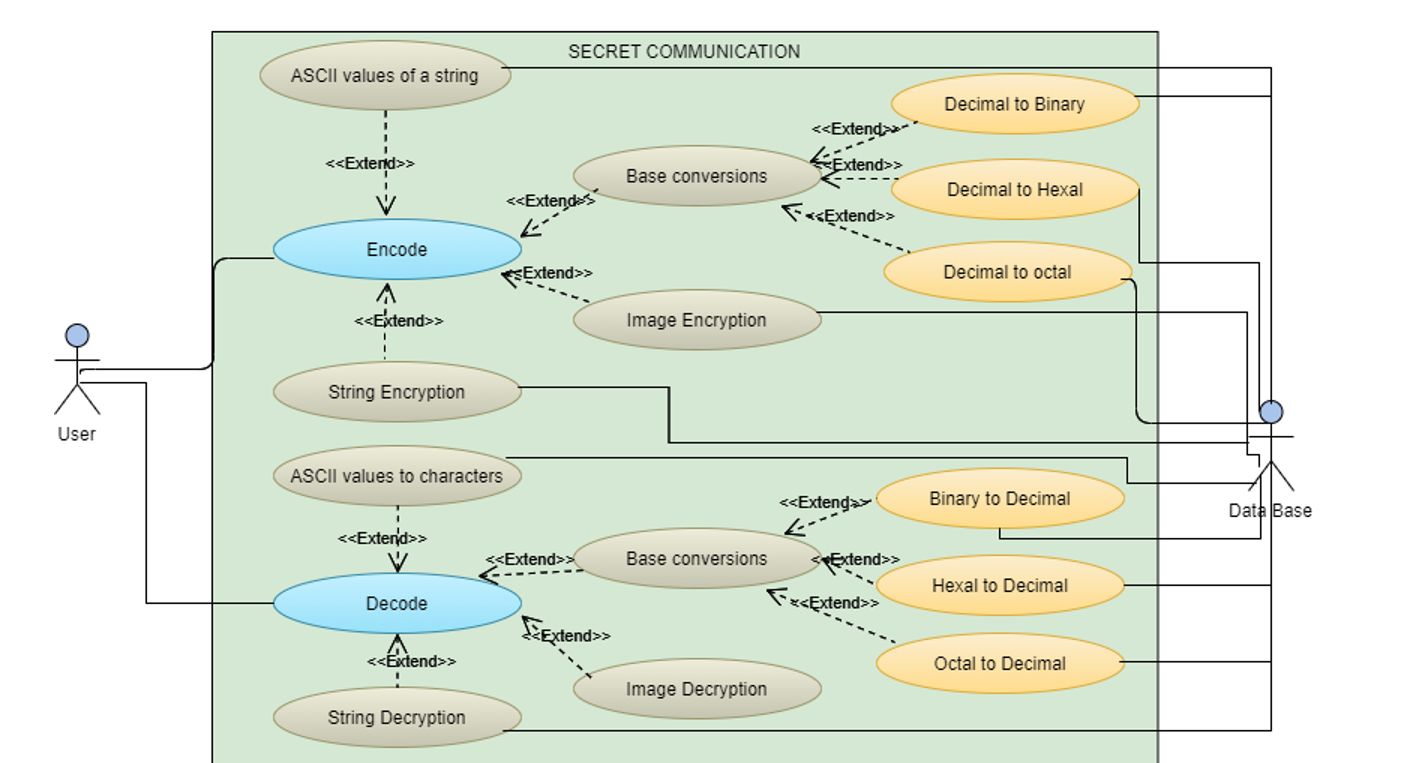 SECRET COMMUNICATION
ASCII values of a string
Decimal to Binary
<<Extend>>
<<Extend>>
<<Extend>>
Base conversions
Decimal to Hexal
<<Extend>>
<<Extend>>
Encode
Decimal to octal
<<Extend>>
<<Extend>>
Image Encryption
String Encryption
User
ASCII values to characters
Binary to Decimal
<<Extend>>
Data Base
<<Extend>>
<<Extend>>
Base conversions
<<Extend>>
Hexal to Decimal
Decode
<<Extend>>
<<Extend>>
<<Extend>>
Octal to Decimal
Image Decryption
String Decryption